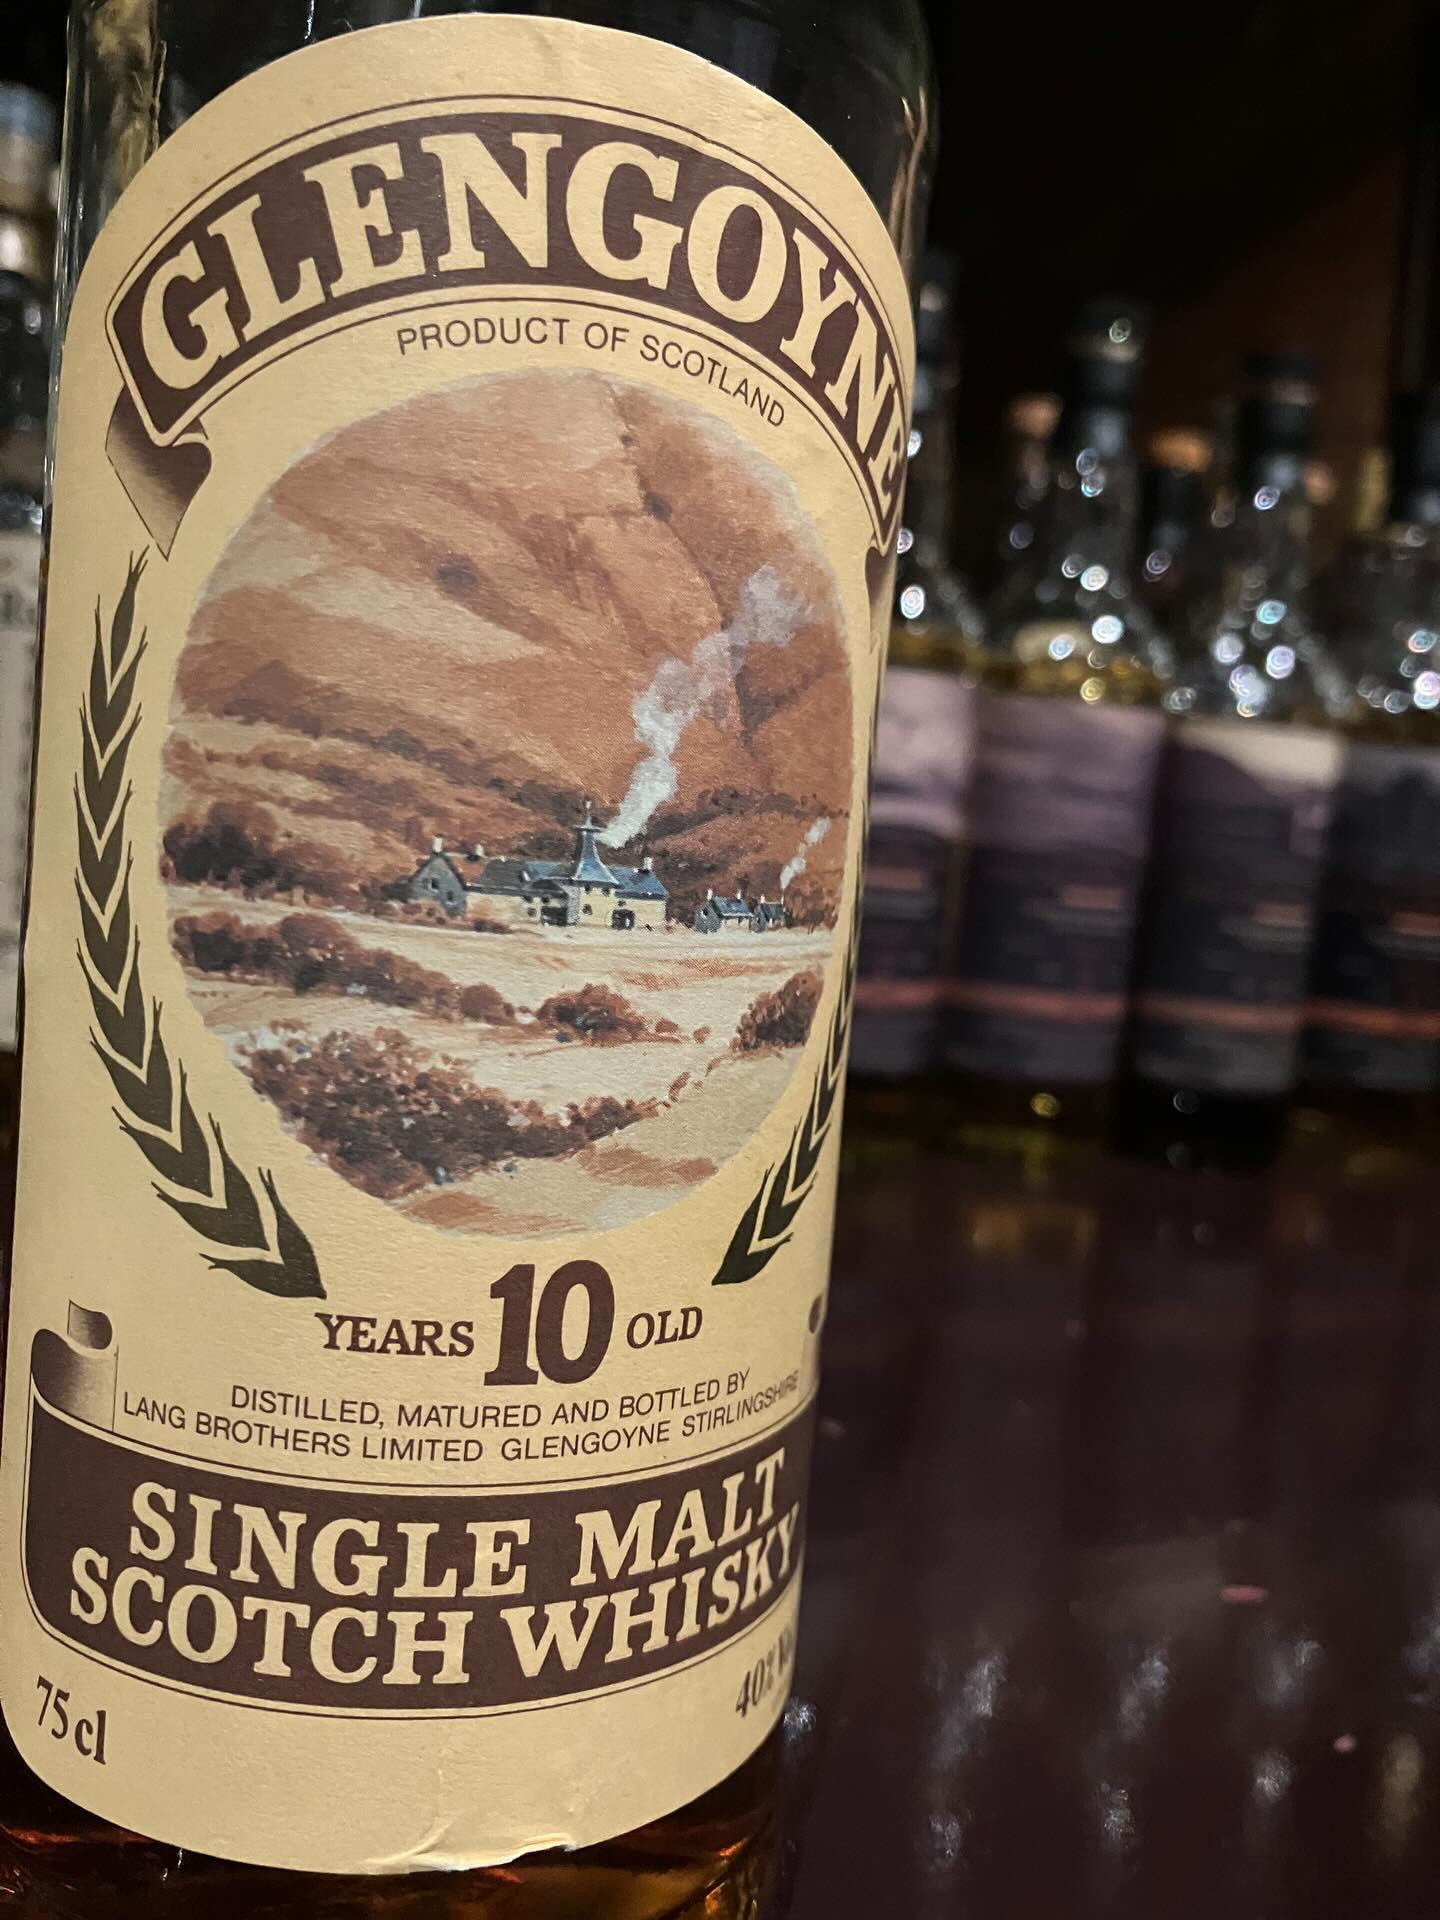 GLENGOYNE
PRODUCT OF SCOTLAND
YEARS 10 OLD
DISTILLED, MATURED AND BOTTLED BY
LANG BROTHERS LIMITED GLENGOYNE STIRLINGSHIRE
SINGLE MALT
SCOTCH WHISKY
75cl 40%